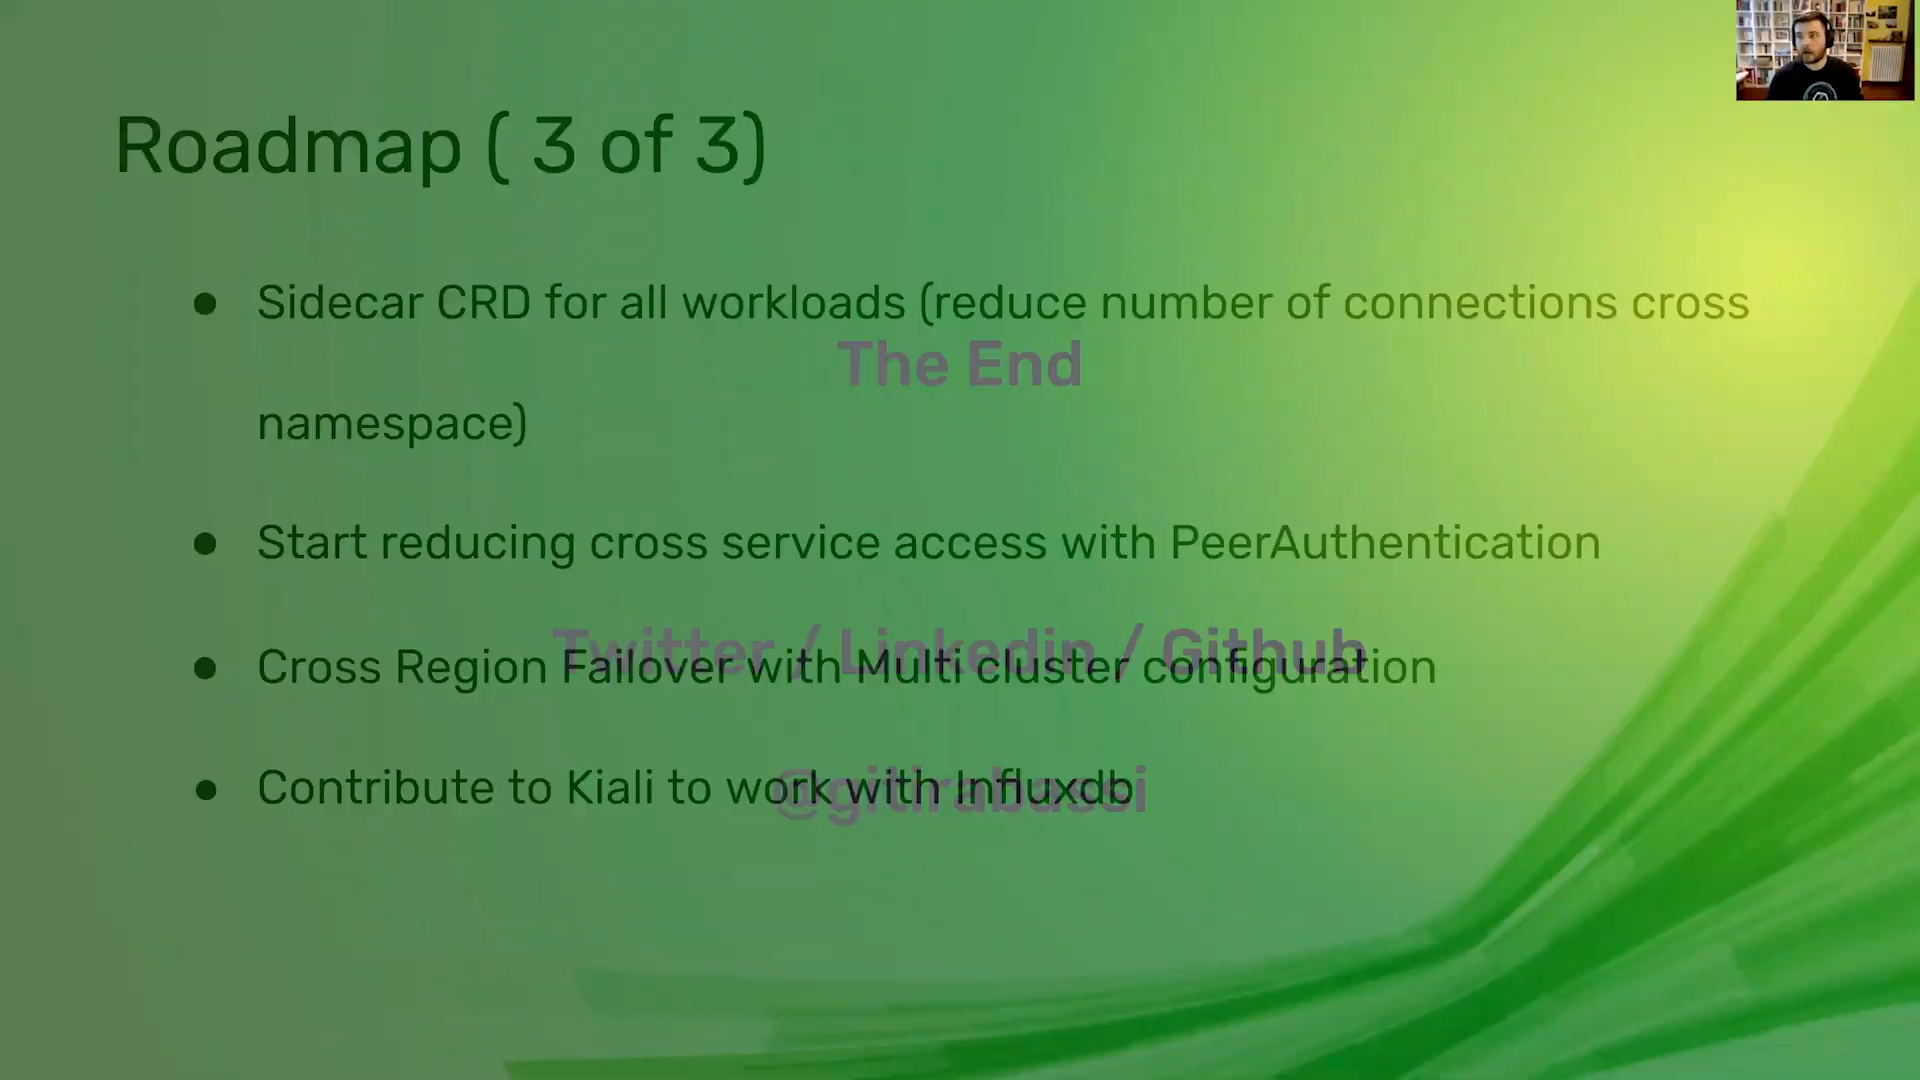 Roadmap ( 3 of 3)
● Sidecar CRD for all workloads (reduce number of connections cross
namespace)
● Start reducing cross service access with PeerAuthentication
● Cross Region Failover with Multi cluster configuration
● Contribute to Kiali to work with Influxdb
The End
Twitter / Linkedin / Github
@gitirabassi